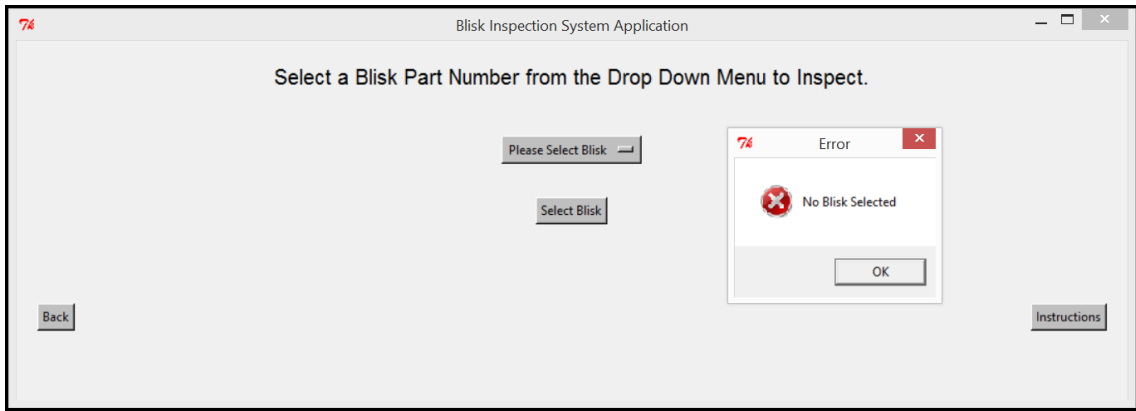 Blisk Inspection System Application
Select a Blisk Part Number from the Drop Down Menu to Inspect.
Please Select Blisk
Select Blisk
Error
No Blisk Selected
OK
Back
Instructions